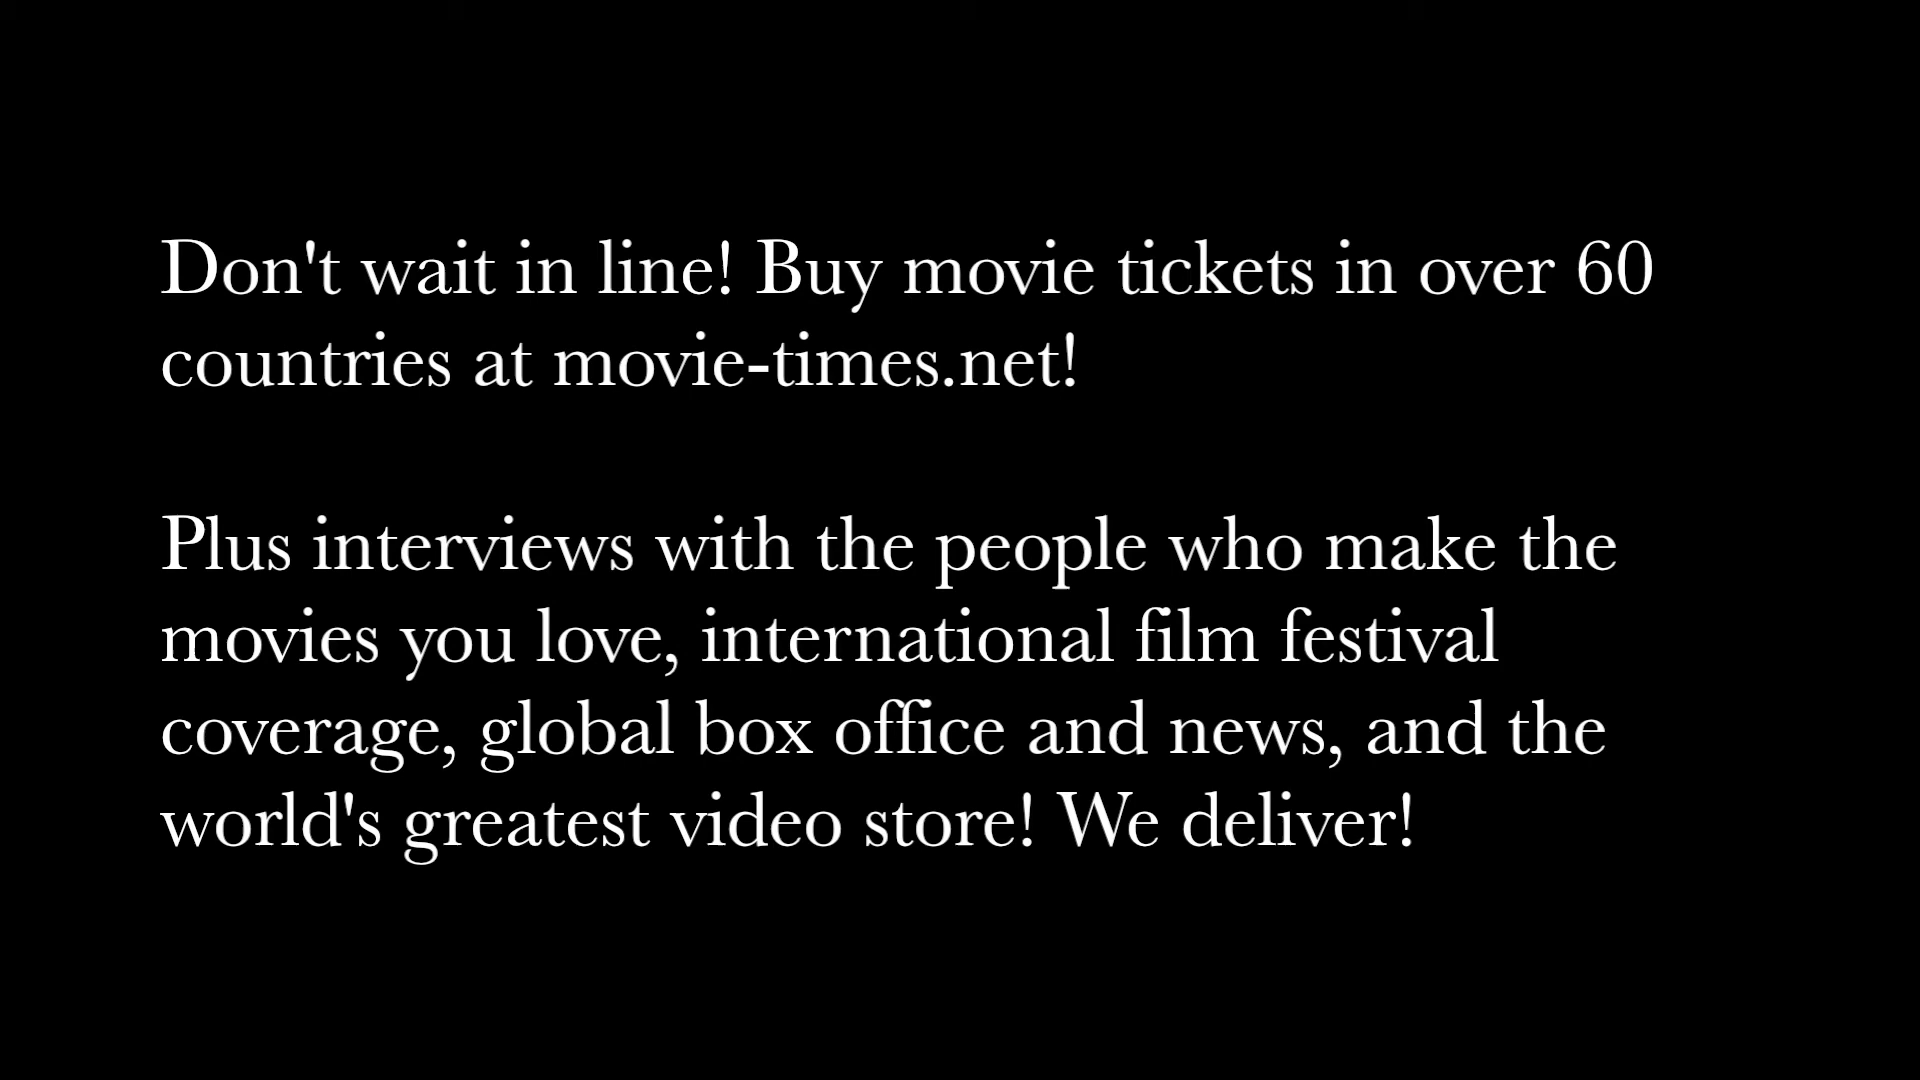 Don't wait in line! Buy movie tickets in over 60
countries at movie-times.net!
Plus interviews with the people who make the
movies you love, international film festival
coverage, global box office and news, and the
world's greatest video store! We deliver!